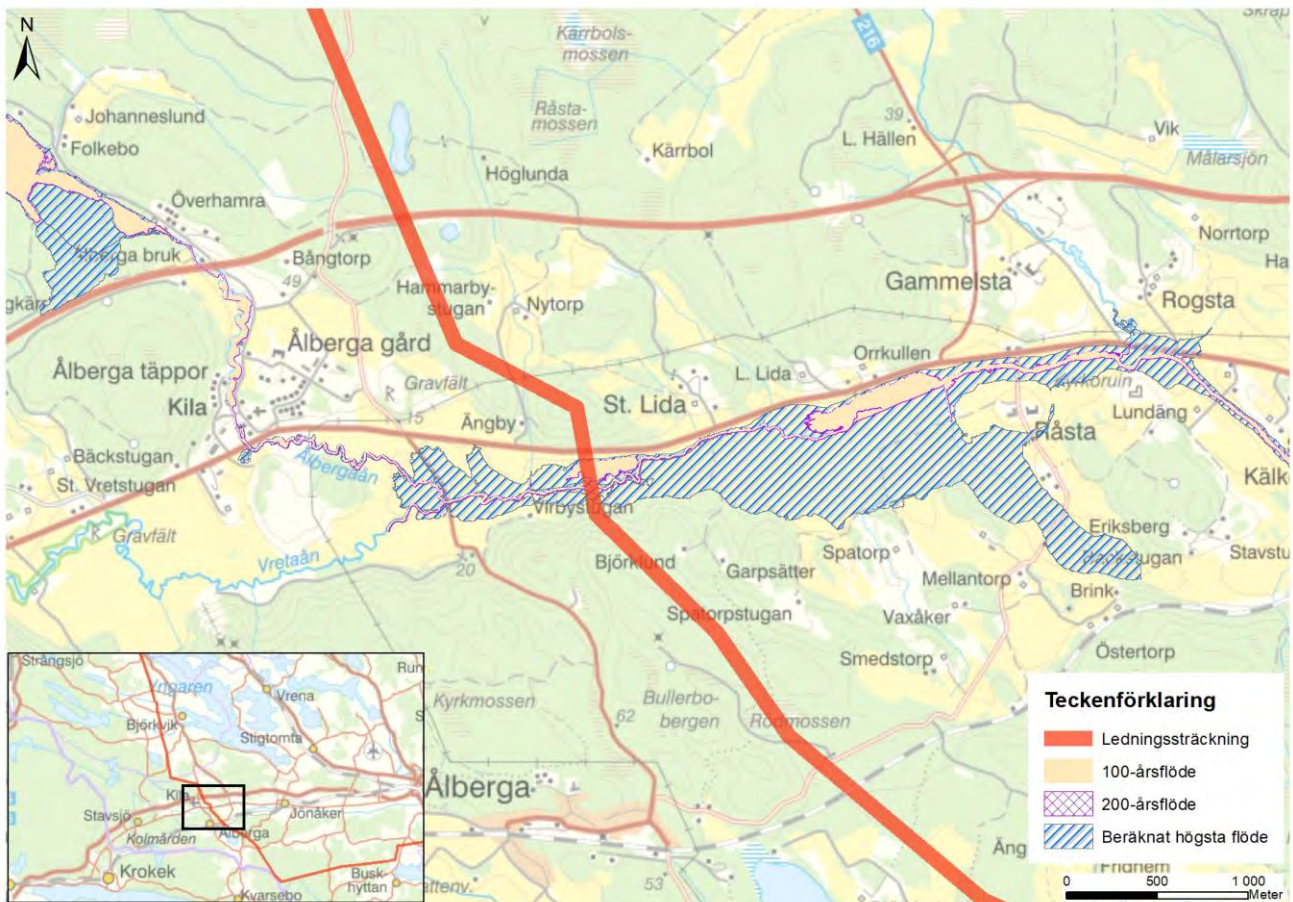 N
216
Kärrbols-
mossen
Råsta-
mossen
Johanneslund
Folkebo
39
L. Hällen
Vik
Målarsjön
Kärrbol
Höglunda
Överhamra
Norrtorp
Bångtorp
49
Gammelsta
Rogsta
Hammarby-
stugan
Nytorp
Ålberga gård
Orrkullen
Ålberga täppor
Kila
Gravfält
L. Lida
St. Lida
15
Ängby
Lundäng
Råsta
Bäckstugan
Ålbergaån
St. Vretstugan
Virbystugan
Gravfält
Vretaån
Björklund
Garpsätter
Spatorp
Eriksberg
Backstugan
20
Mellantorp
Brink
Spatorpstugan
Vaxåker
Smedstorp
Östertorp
Kyrkmossen
62
Bullerbo-
bergen
Rödmossen
Ålberga
53
Strångsjö
Yngaren
Vrena
Björkvik
Stigtomta
Kila
Stavsjö
Jönåker
Ålberga
Kolmården
Krokek
Kvarsebo
Busk-
hyttan
Teckenförklaring
Ledningssträckning
100-årsflöde
200-årsflöde
Beräknat högsta flöde
0 500 1 000
Meter